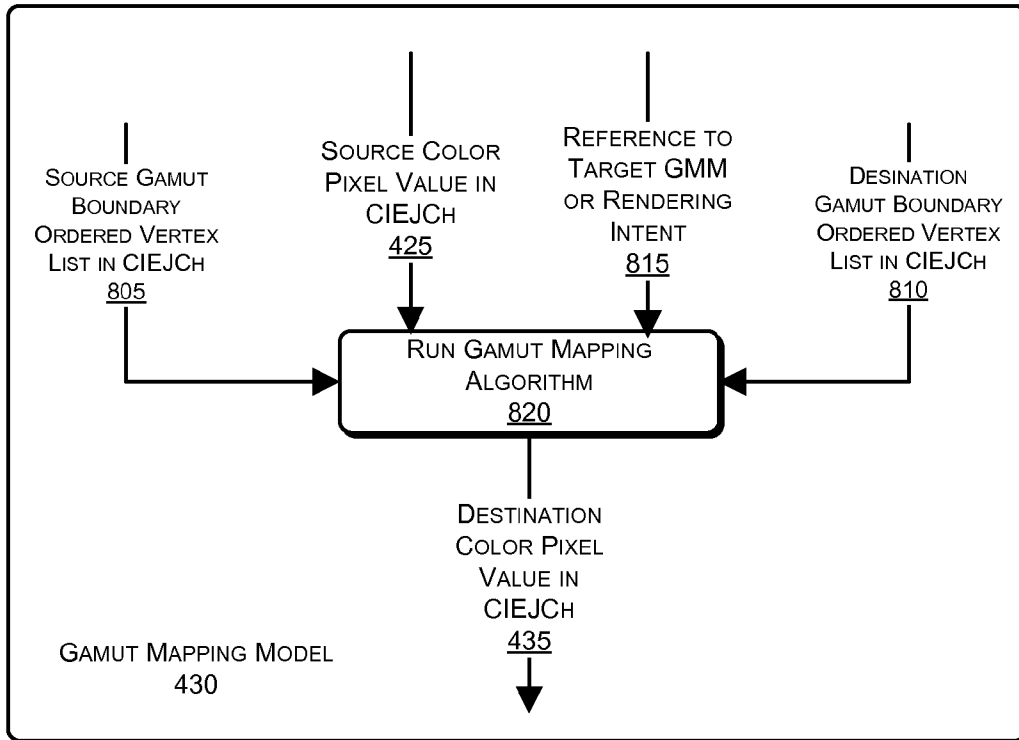 SOURCE GAMUT
BOUNDARY
ORDERED VERTEX
LIST IN CIEJCH
805
SOURCE COLOR
PIXEL VALUE IN
CIEJCH
425
REFERENCE TO
TARGET GMM
OR RENDERING
INTENT
815
DESINATION
GAMUT BOUNDARY
ORDERED VERTEX
LIST IN CIEJCH
810
RUN GAMUT MAPPING
ALGORITHM
820
DESTINATION
COLOR PIXEL
VALUE IN
CIEJCH
435
GAMUT MAPPING MODEL
430